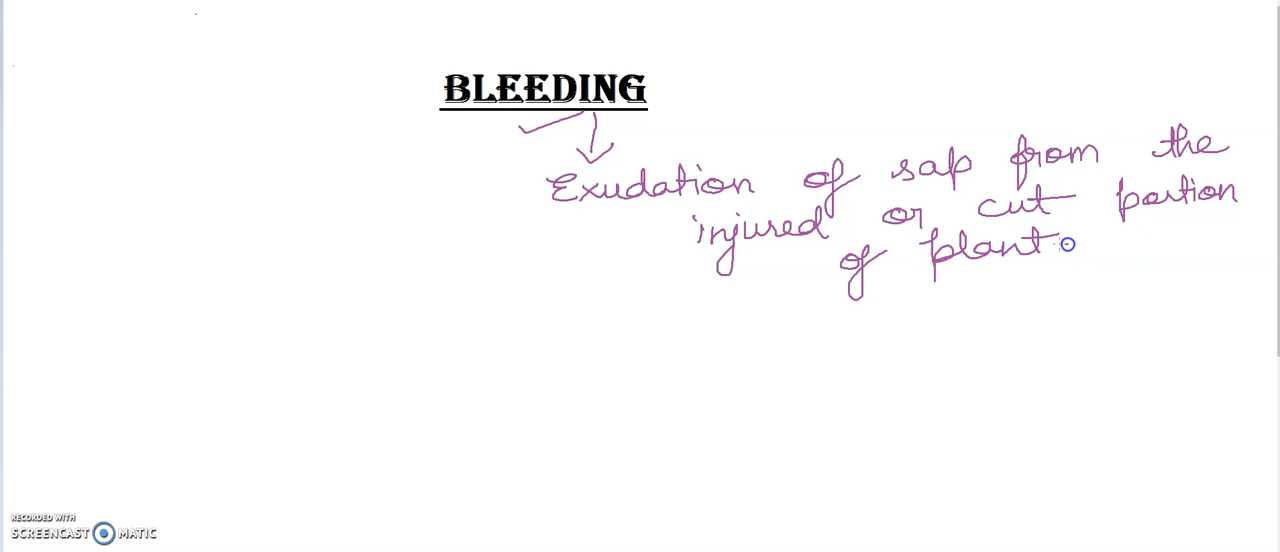 BLEEDING
Exudation of sap from the
injured or cut portion
of plant
RECORDED WITH
SCREENCAST MATIC